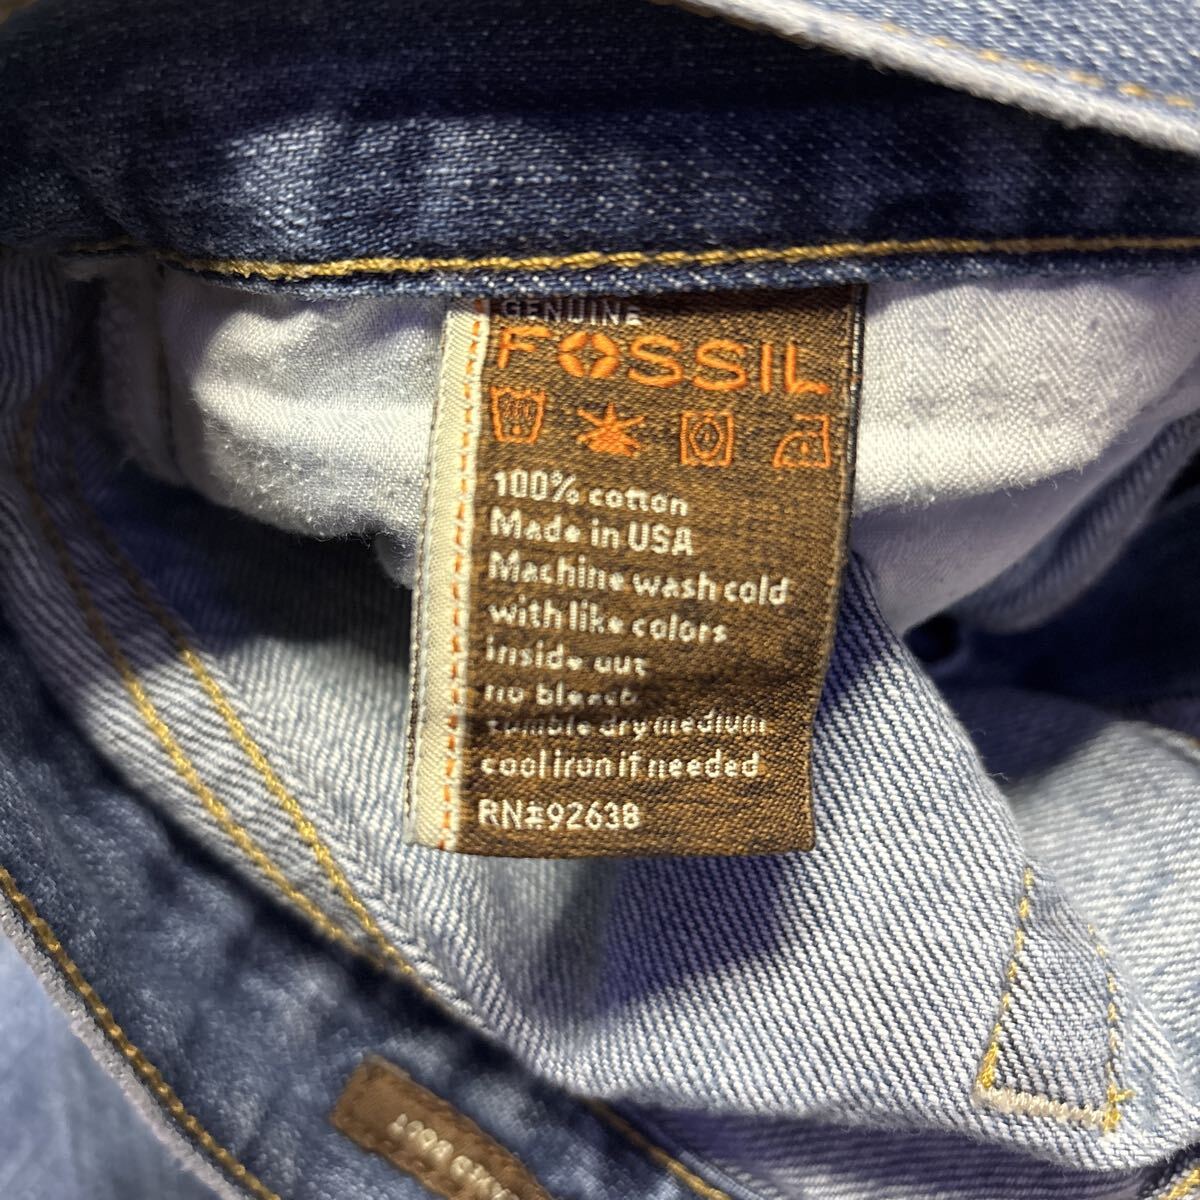 GENUINE
FOSSIL
100% cotton
Made in USA
Machine wash cold
with like colors
inside out
no bleach
tumble dry medium
cool iron if needed
RN#92638